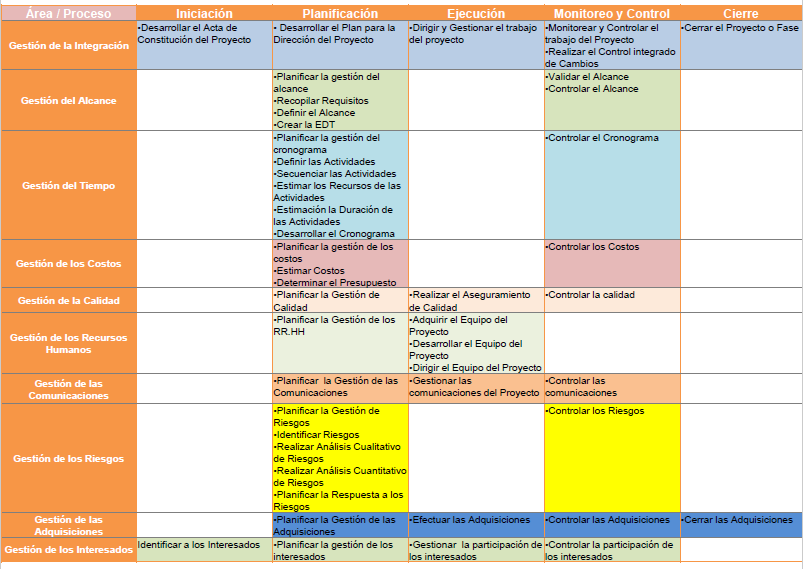 Área / Proceso
Iniciación
Planificación
Ejecución
Monitoreo y Control
Cierre
Gestión de la Integración
•Desarrollar el Acta de
Constitución del Proyecto
• Desarrollar el Plan para la
Dirección del Proyecto
•Dirigir y Gestionar el trabajo
del proyecto
•Monitorear y Controlar el
trabajo del Proyecto
•Realizar el Control integrado
de Cambios
•Cerrar el Proyecto o Fase
Gestión del Alcance
•Planificar la gestión del
alcance
•Recopilar Requisitos
•Definir el Alcance
•Crear la EDT
•Validar el Alcance
•Controlar el Alcance
Gestión del Tiempo
•Planificar la gestión del
cronograma
•Definir las Actividades
•Secuenciar las Actividades
•Estimar los Recursos de las
Actividades
•Estimación la Duración de
las Actividades
•Desarrollar el Cronograma
•Controlar el Cronograma
Gestión de los Costos
•Planificar la gestión de los
costos
•Estimar Costos
•Determinar el Presupuesto
•Controlar los Costos
Gestión de la Calidad
•Planificar la Gestión de
Calidad
•Realizar el Aseguramiento
de Calidad
•Controlar la calidad
Gestión de los Recursos
Humanos
•Planificar la Gestión de los
RR.HH
•Adquirir el Equipo del
Proyecto
•Desarrollar el Equipo del
Proyecto
•Dirigir el Equipo del Proyecto
Gestión de las
Comunicaciones
•Planificar  la Gestión de las
Comunicaciones
•Gestionar las
comunicaciones del Proyecto
•Controlar las
comunicaciones
Gestión de los Riesgos
•Planificar la Gestión de
Riesgos
•Identificar Riesgos
•Realizar Análisis Cualitativo
de Riesgos
•Realizar Análisis Cuantitativo
de Riesgos
•Planificar la Respuesta a los
Riesgos
•Controlar los Riesgos
Gestión de las
Adquisiciones
•Planificar la Gestión de las
Adquisiciones
•Efectuar las Adquisiciones
•Controlar las Adquisiciones
•Cerrar las Adquisiciones
Gestión de los Interesados
Identificar a los Interesados
•Planificar la gestión de los
interesados
•Gestionar  la participación de
los interesados
•Controlar la participación de
los interesados